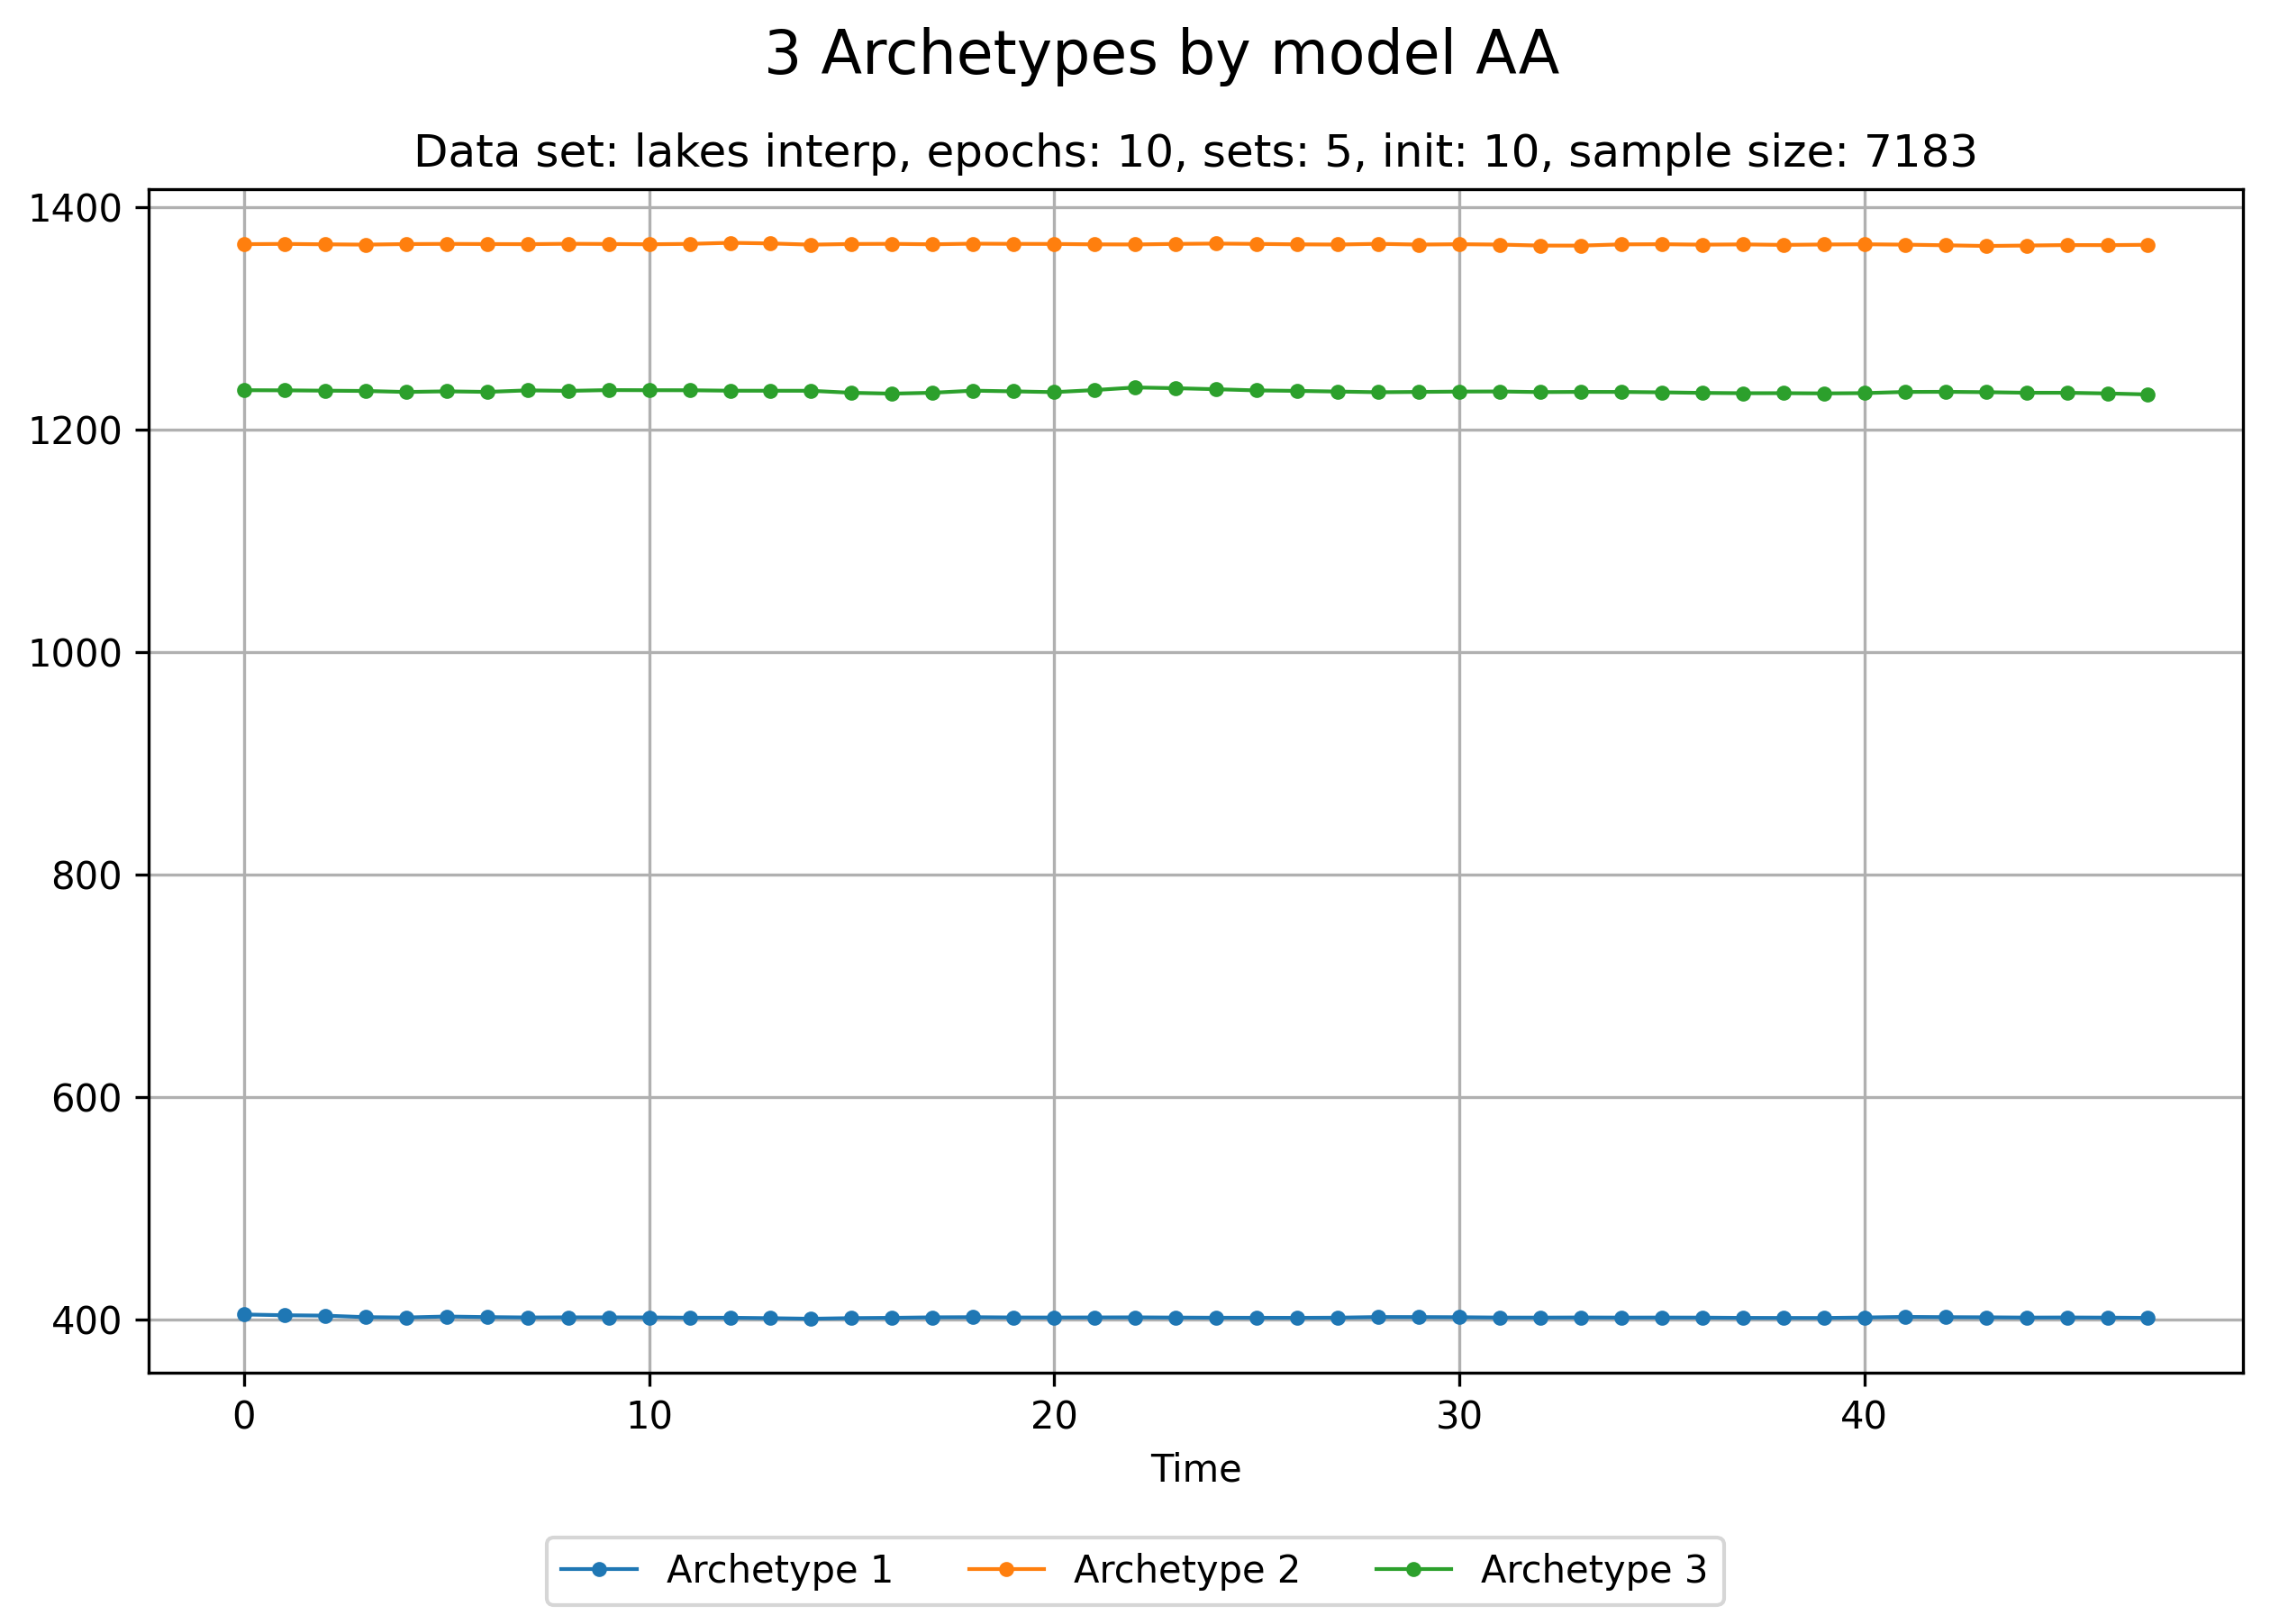 3 Archetypes by model AA
Data set: lakes interp, epochs: 10, sets: 5, init: 10, sample size: 7183
1400
1200
1000
800
600
400
0 10 20 30 40
Time
Archetype 1 Archetype 2 Archetype 3